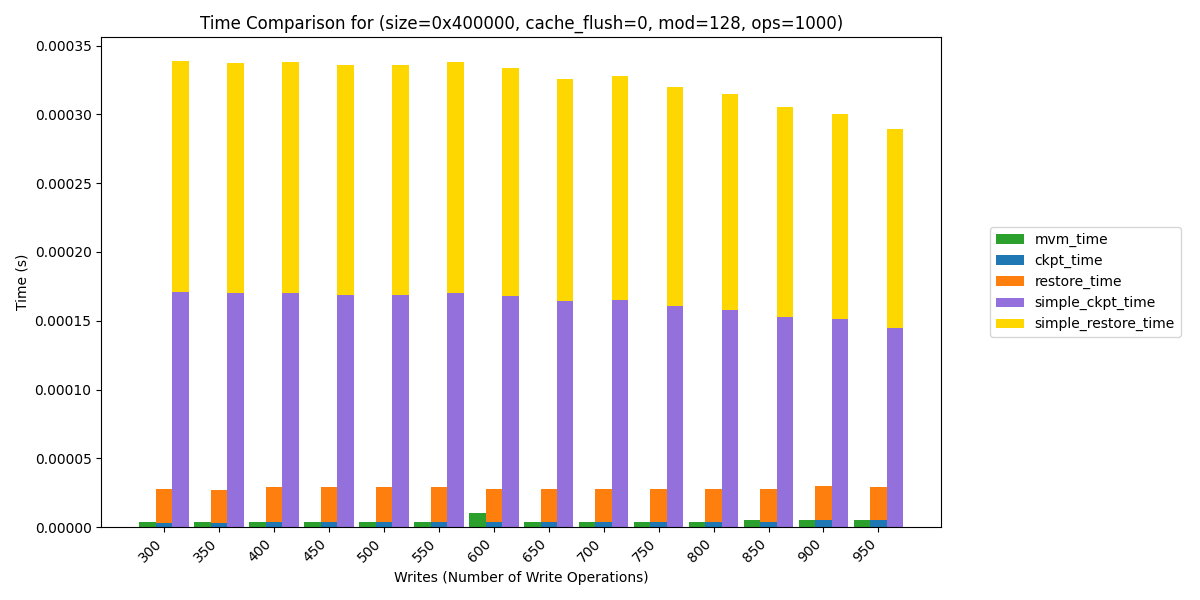 Time Comparison for (size=0x400000, cache_flush=0, mod=128, ops=1000)
Time (s)
0.00035
0.00030
0.00025
0.00020
0.00015
0.00010
0.00005
0.00000
300 350 400 450 500 550 600 650 700 750 800 850 900 950
Writes (Number of Write Operations)
mvm_time
ckpt_time
restore_time
simple_ckpt_time
simple_restore_time